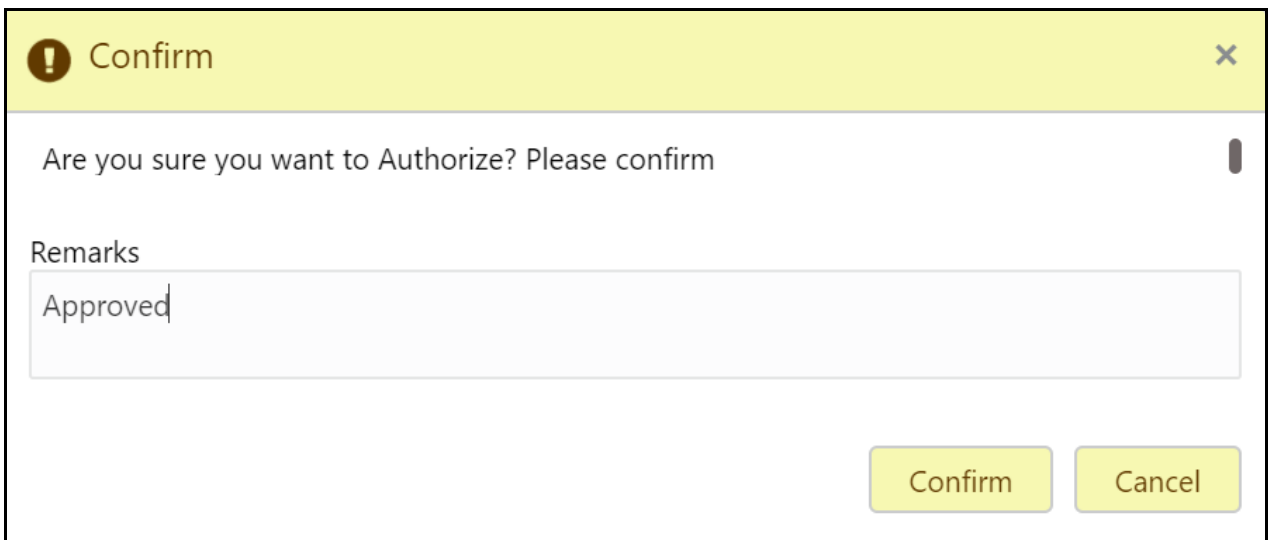 Confirm
Are you sure you want to Authorize? Please confirm
Remarks
Approved
Confirm Cancel